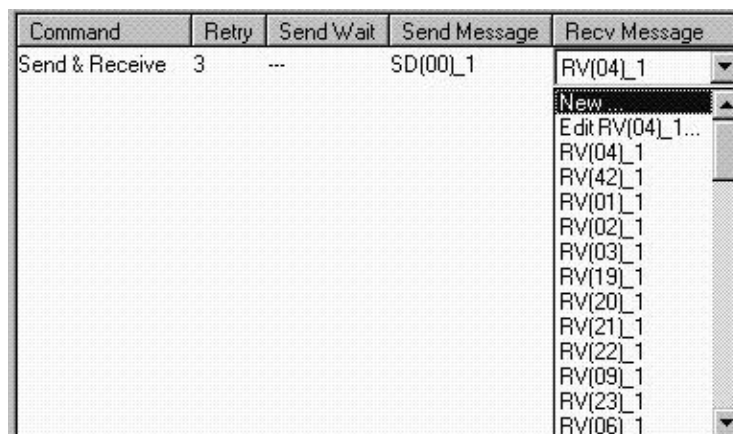 Command Retry Send Wait Send Message Recv Message
Send & Receive 3 --- SD(00)_1 RV(04)_1
New ...
Edit RV(04)_1...
RV(04)_1
RV(42)_1
RV(01)_1
RV(02)_1
RV(03)_1
RV(19)_1
RV(20)_1
RV(21)_1
RV(22)_1
RV(09)_1
RV(23)_1
RV(06)_1